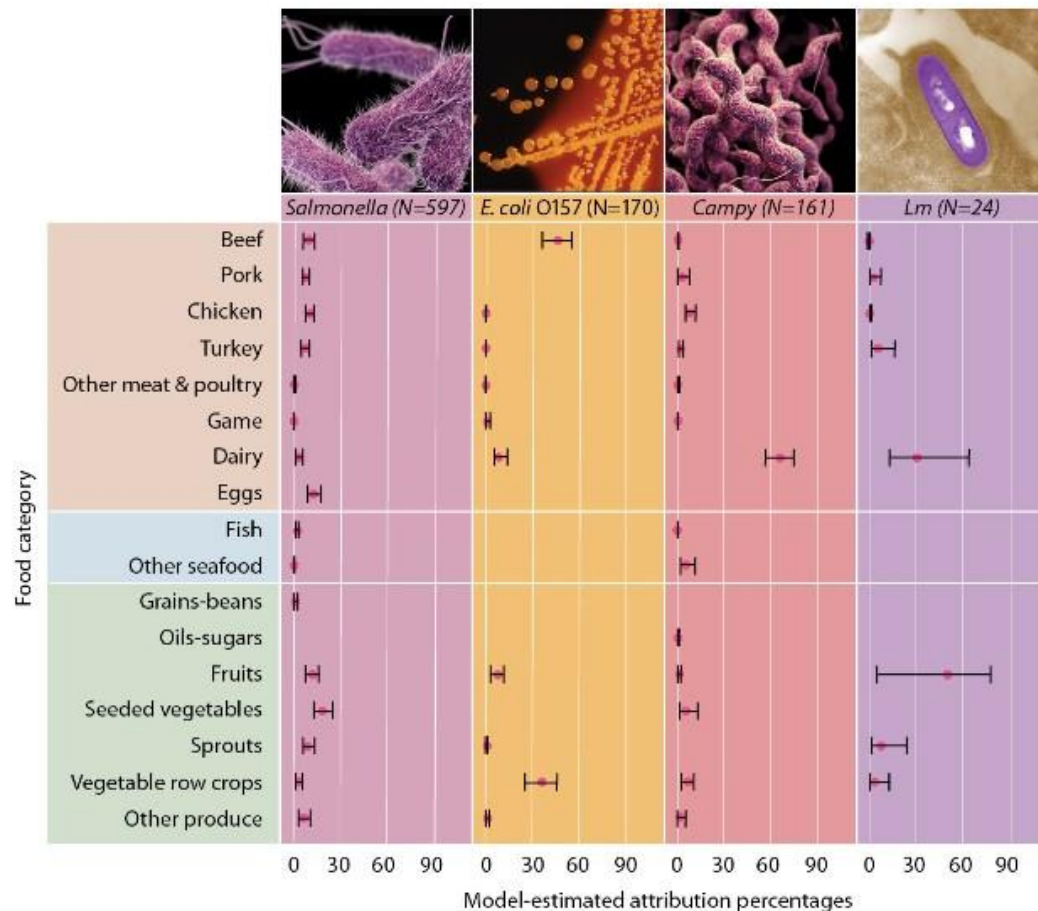 Salmonella (N=597)
E. coli O157 (N=170)
Campy (N=161)
Lm (N=24)
Food category
Beef
Pork
Chicken
Turkey
Other meat & poultry
Game
Dairy
Eggs
Fish
Other seafood
Grains-beans
Oils-sugars
Fruits
Seeded vegetables
Sprouts
Vegetable row crops
Other produce
0 30 60 90 0 30 60 90 0 30 60 90 0 30 60 90
Model-estimated attribution percentages